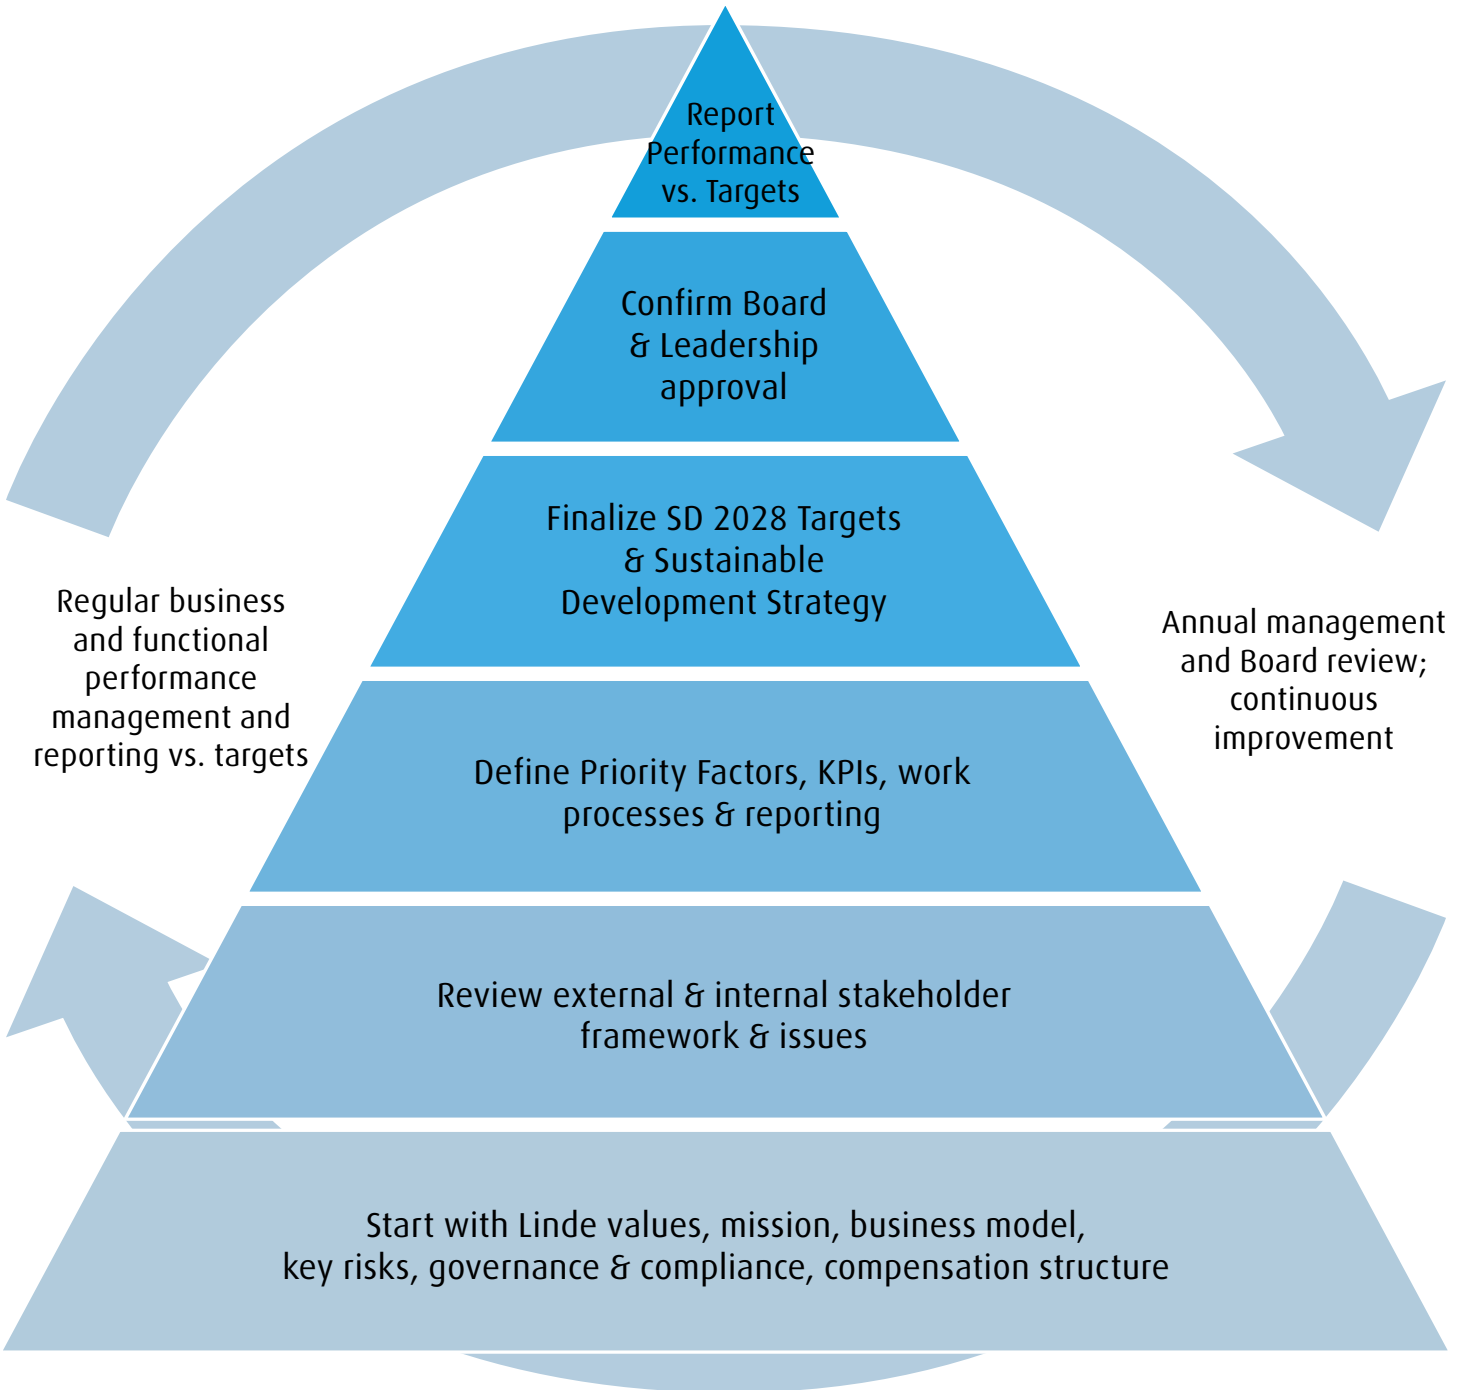 Report
Performance
vs. Targets
Confirm Board
& Leadership
approval
Finalize SD 2028 Targets
& Sustainable
Development Strategy
Regular business
and functional
performance
management and
reporting vs. targets
Annual management
and Board review;
continuous
improvement
Define Priority Factors, KPIs, work
processes & reporting
Review external & internal stakeholder
framework & issues
Start with Linde values, mission, business model,
key risks, governance & compliance, compensation structure